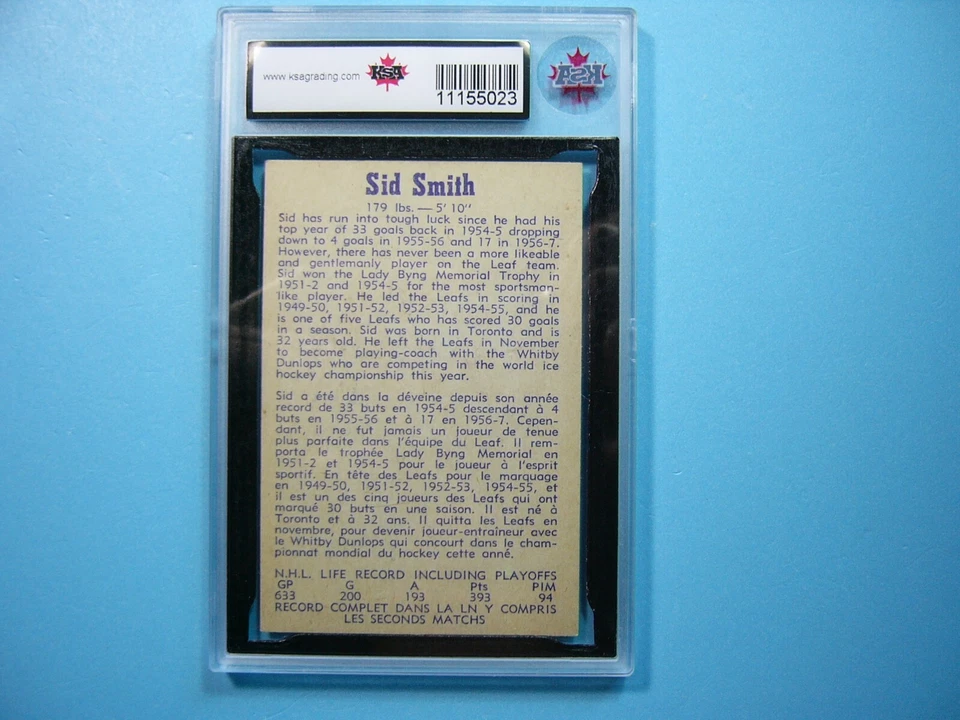 www.ksagrading.com
KSA
11155023
KSA
Sid Smith
179 lbs. — 5' 10''
Sid has run into tough luck since he had his
top year of 33 goals back in 1954-5 dropping
down to 4 goals in 1955-56 and 17 in 1956-7.
However, there has never been a more likeable
and gentlemanly player on the Leaf team.
Sid won the Lady Byng Memorial Trophy in
1951-2 and 1954-5 for the most sportsman-
like player. He led the Leafs in scoring in
1949-50, 1951-52, 1952-53, 1954-55, and he
is one of five Leafs who has scored 30 goals
in a season. Sid was born in Toronto and is
32 years old. He left the Leafs in November
to become playing-coach with the Whitby
Dunlops who are competing in the world ice
hockey championship this year.
Sid a été dans la déveine depuis son année
record de 33 buts en 1954-5 descendant à 4
buts en 1955-56 et à 17 en 1956-7. Cepen-
dant, il ne fut jamais un joueur de tenue
plus parfaite dans l'équipe du Leaf. Il rem-
porta le trophée Lady Byng Memorial en
1951-2 et 1954-5 pour le joueur à l'esprit
sportif. En tête des Leafs pour le marquage
en 1949-50, 1951-52, 1952-53, 1954-55, et
il est un des cinq joueurs des Leafs qui ont
marqué 30 buts en une saison. Il est né à
Toronto et à 32 ans. Il quitta les Leafs en
novembre, pour devenir joueur-entraîneur avec
le Whitby Dunlops qui concourt dans le cham-
pionnat mondial du hockey cette anné.
N.H.L. LIFE RECORD INCLUDING PLAYOFFS
GP G A Pts PIM
633 200 193 393 94
RECORD COMPLET DANS LA LN Y COMPRIS
LES SECONDS MATCHS